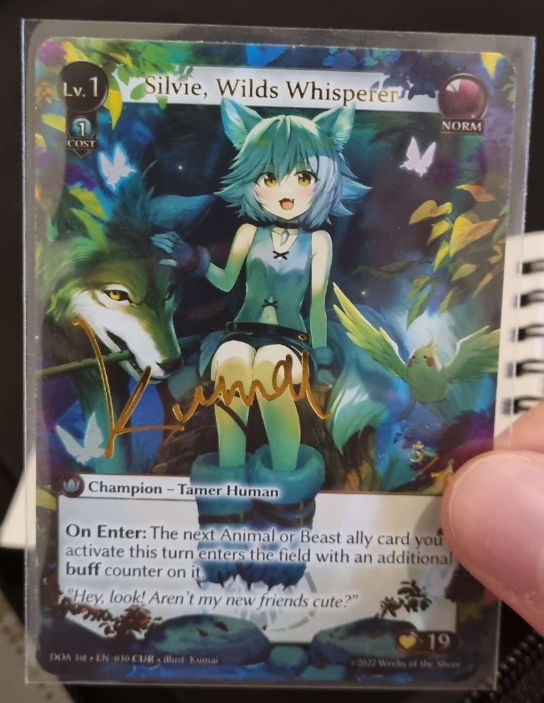 Lv. 1
Silvie, Wilds Whisperer
NORM
1
COST
Kumai
5/
Champion – Tamer Human
On Enter: The next Animal or Beast ally card you
activate this turn enters the field with an additional
buff counter on it.
"Hey, look! Aren't my new friends cute?"
19
DOA 1st • EN-010 CUR • illust. Kumai
©2022 Weebs of the Shore